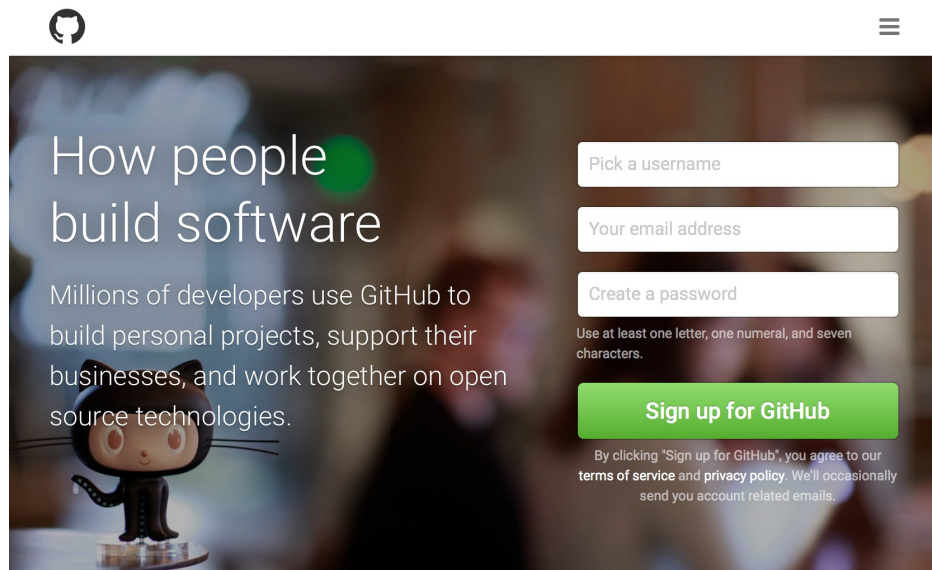 How people
build software
Millions of developers use GitHub to
build personal projects, support their
businesses, and work together on open
source technologies.
Pick a username
Your email address
Create a password
Use at least one letter, one numeral, and seven
characters.
Sign up for GitHub
By clicking "Sign up for GitHub", you agree to our
terms of service and privacy policy. We'll occasionally
send you account related emails.